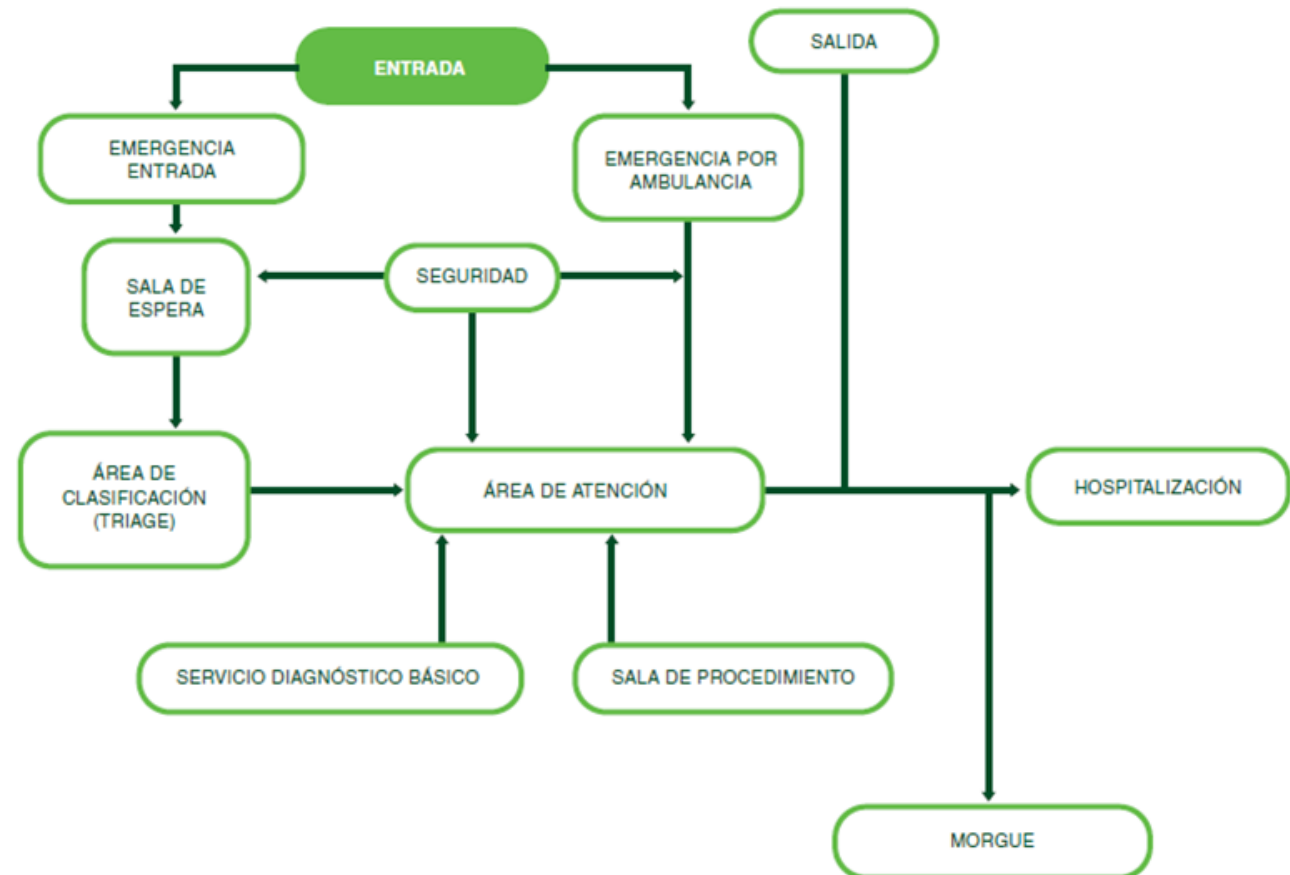 SALIDA
ENTRADA
EMERGENCIA
ENTRADA
EMERGENCIA POR
AMBULANCIA
SEGURIDAD
SALA DE
ESPERA
ÁREA DE
CLASIFICACIÓN
(TRIAGE)
ÁREA DE ATENCIÓN
HOSPITALIZACIÓN
SERVICIO DIAGNÓSTICO BÁSICO
SALA DE PROCEDIMIENTO
MORGUE